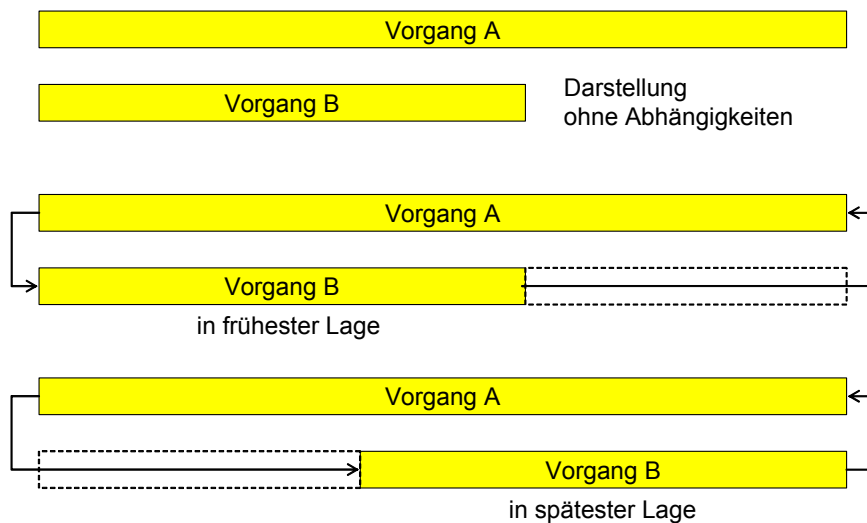 Vorgang A
Vorgang B
Darstellung
ohne Abhängigkeiten
Vorgang A
Vorgang B
in frühester Lage
Vorgang A
Vorgang B
in spätester Lage